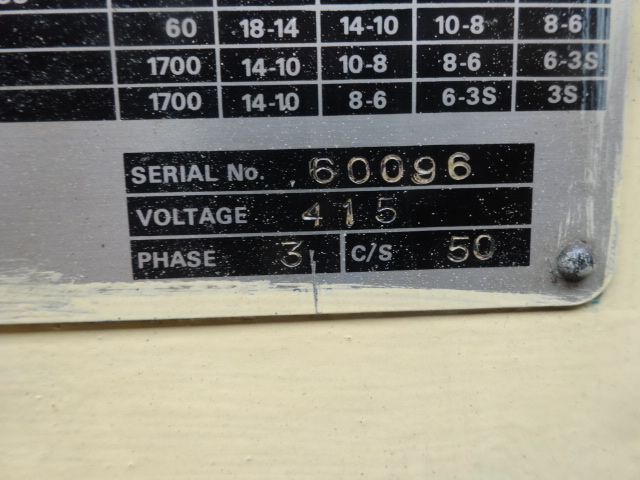 60 18-14 14-10 10-8 8-6
1700 14-10 10-8 8-6 6-3S
1700 14-10 8-6 6-3S 3S
SERIAL No. 60096
VOLTAGE 415
PHASE 3 C/S 50